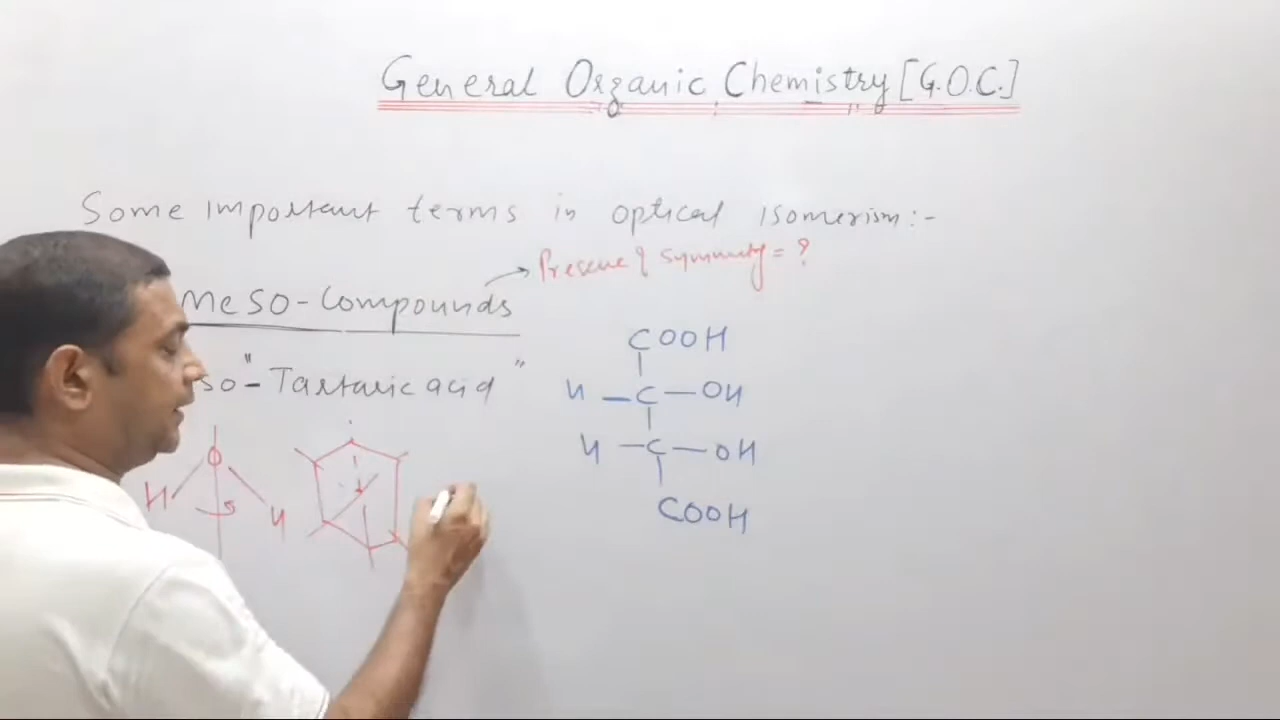 General Organic Chemistry [G.O.C.]
Some important terms in optical isomerism:-
Presence of symmetry = ?
Meso-Compounds
so-Tartaric acid"
COOH
H-C-OH
H-C-OH
COOH
O
H H